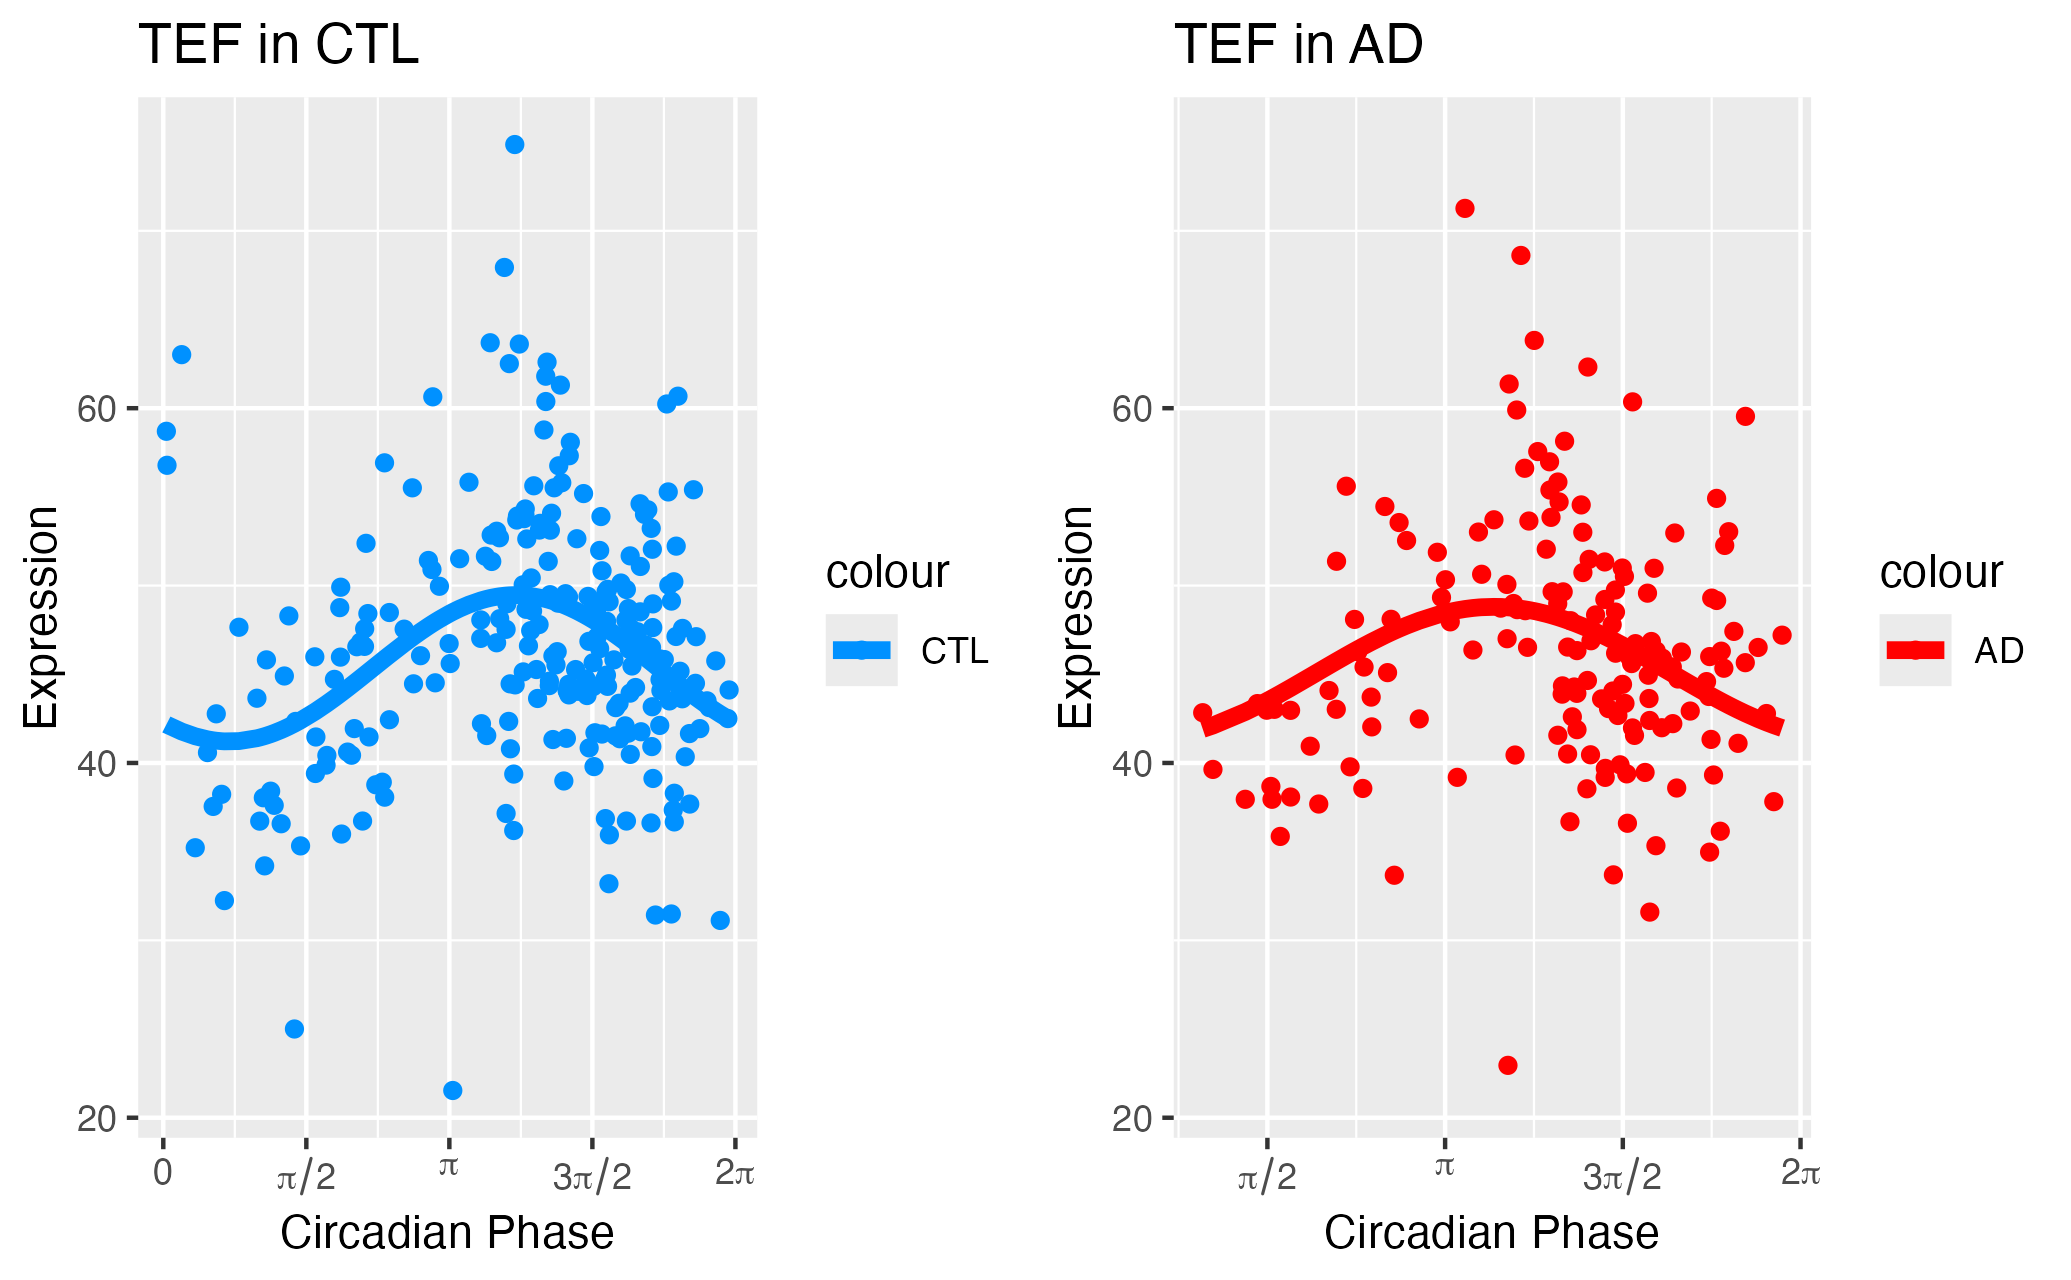 TEF in CTL
Expression
60
40
20
0 π/2 π 3π/2 2π
Circadian Phase
colour
CTL
TEF in AD
Expression
60
40
20
π/2 π 3π/2 2π
Circadian Phase
colour
AD